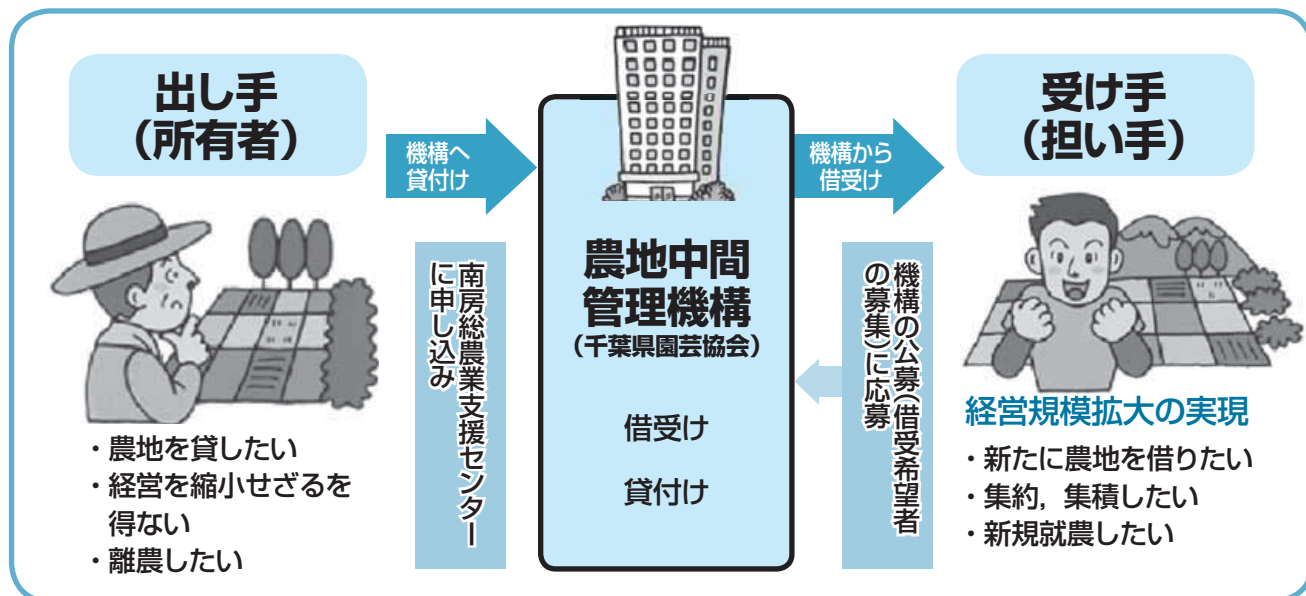 出し手
（所有者）
機構へ
貸付け
南房総農業支援センター
に申し込み
・農地を貸したい
・経営を縮小せざるを
得ない
・離農したい
農地中間
管理機構
（千葉県園芸協会）
借受け
貸付け
機構から
借受け
機構の公募（借受希望者
の募集）に応募
受け手
（担い手）
経営規模拡大の実現
・新たに農地を借りたい
・集約，集積したい
・新規就農したい